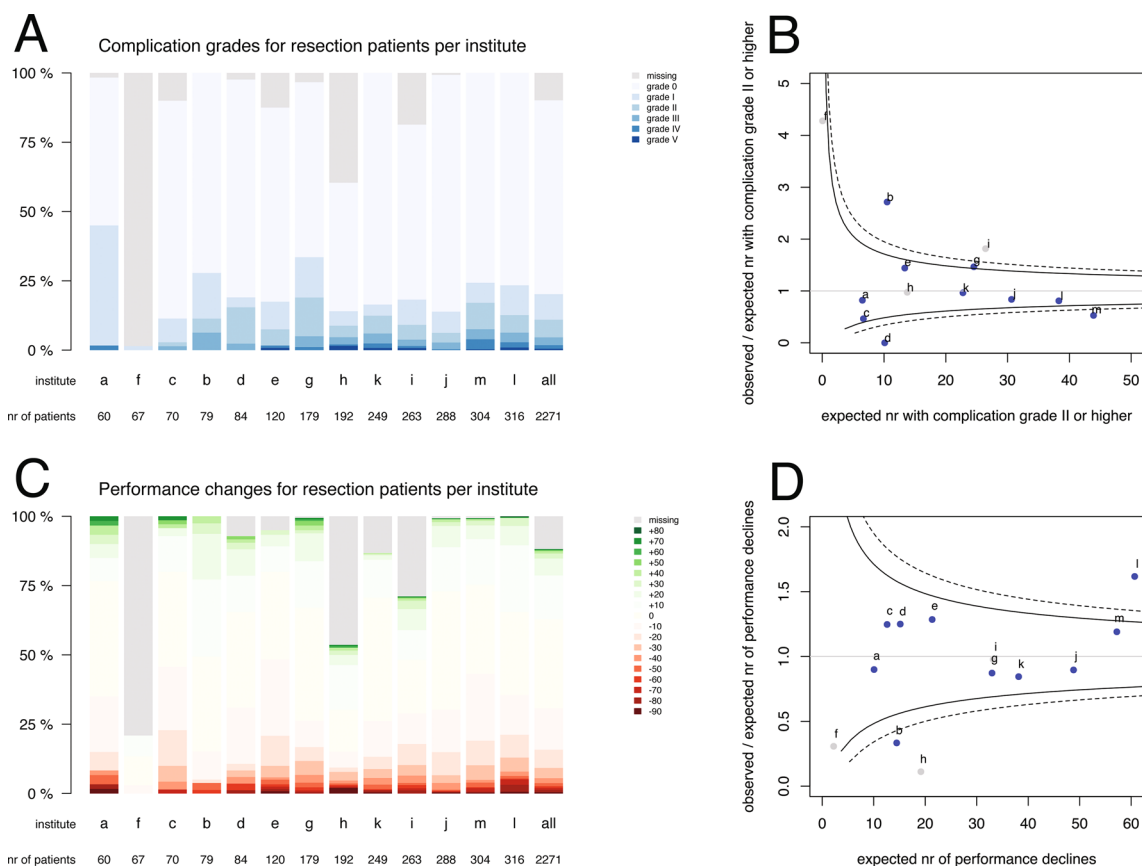 A
Complication grades for resection patients per institute
100 %
75 %
50 %
25 %
0 %
institute a f c b d e g h k i j m l all
nr of patients 60 67 70 79 84 120 179 192 249 263 288 304 316 2271
missing
grade 0
grade I
grade II
grade III
grade IV
grade V
B
observed / expected nr with complication grade II or higher
5
4
3
2
1
0
f
b
i
g
e
h
k
a
j
l
c
m
d
0 10 20 30 40 50
expected nr with complication grade II or higher
C
Performance changes for resection patients per institute
100 %
75 %
50 %
25 %
0 %
institute a f c b d e g h k i j m l all
nr of patients 60 67 70 79 84 120 179 192 249 263 288 304 316 2271
missing
+80
+70
+60
+50
+40
+30
+20
+10
0
-10
-20
-30
-40
-50
-60
-70
-80
-90
D
observed / expected nr of performance declines
2.0
1.5
1.0
0.5
0.0
l
e
c d
m
i
a
g
k
j
f
b
h
0 10 20 30 40 50 60
expected nr of performance declines